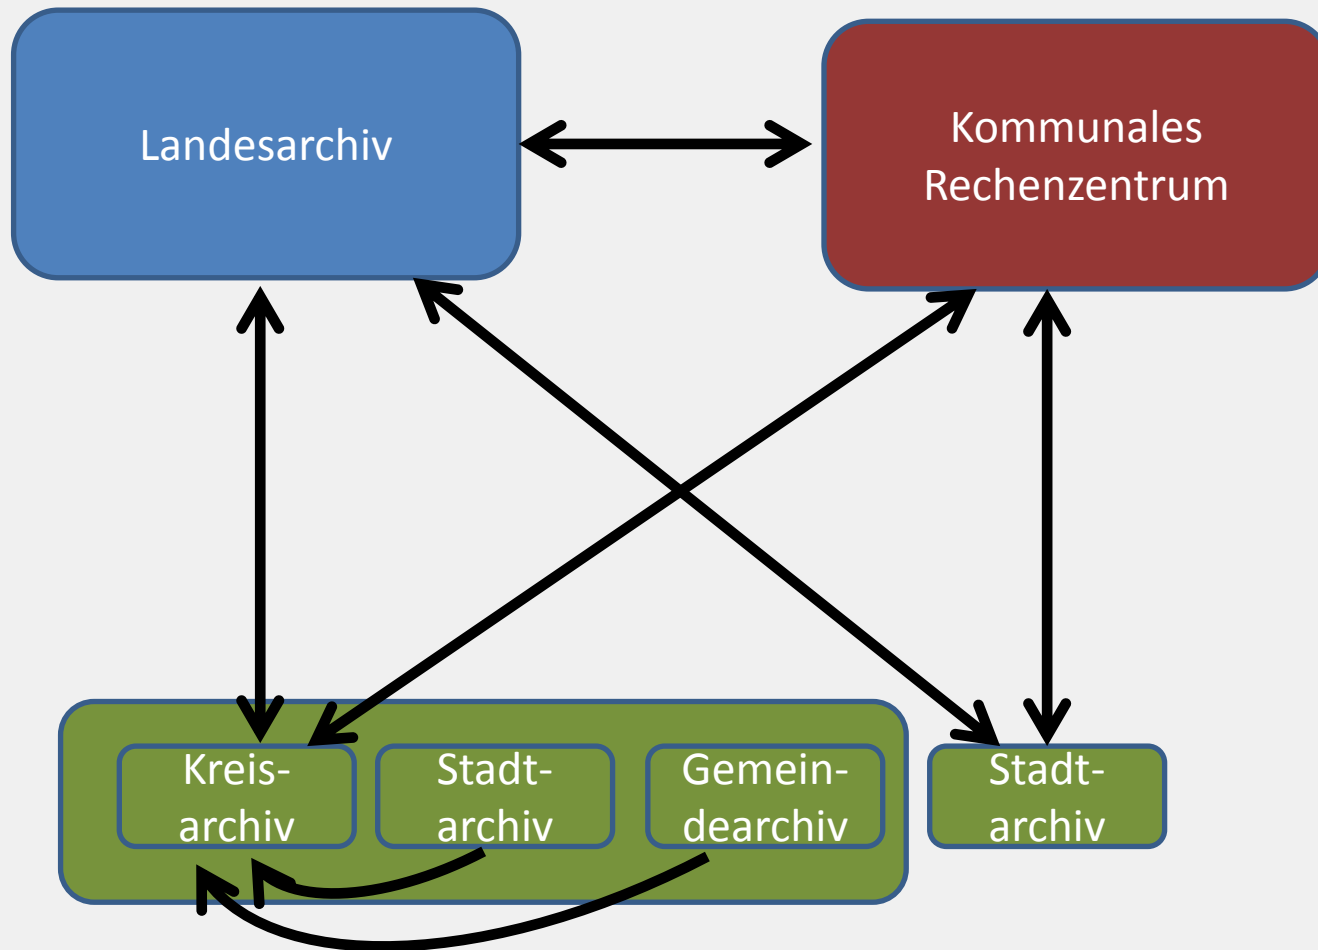 Landesarchiv
Kommunales
Rechenzentrum
Kreis-
archiv
Stadt-
archiv
Gemein-
dearchiv
Stadt-
archiv